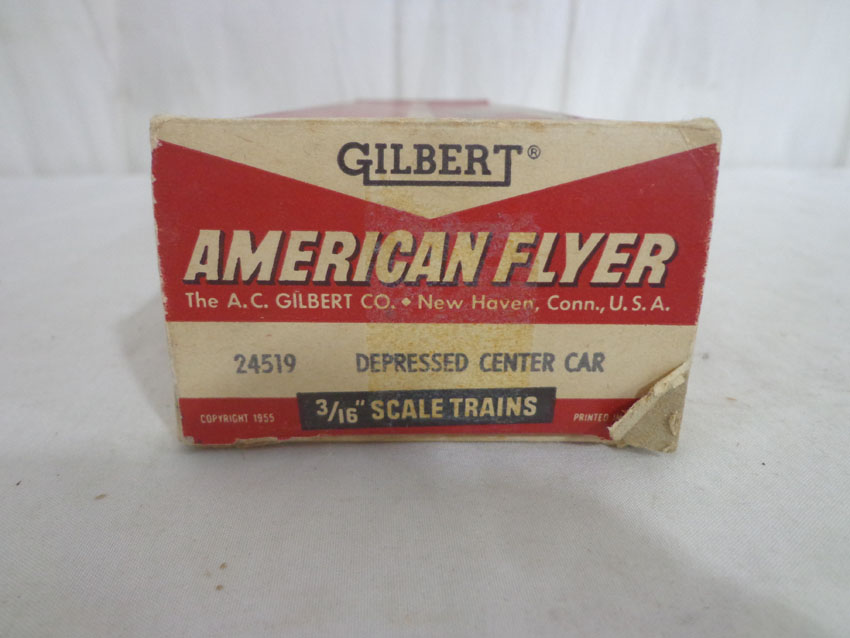 GILBERT®
AMERICAN FLYER
The A.C. GILBERT CO. • New Haven, Conn., U.S.A.
24519 DEPRESSED CENTER CAR
COPYRIGHT 1955 3/16" SCALE TRAINS PRINTED